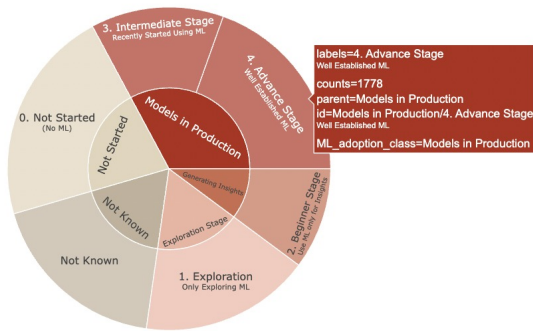 3. Intermediate Stage
Recently Started Using ML
4. Advance Stage
Well Established ML
labels=4. Advance Stage
Well Established ML
counts=1778
parent=Models in Production
id=Models in Production/4. Advance Stage
Well Established ML
ML_adoption_class=Models in Production
0. Not Started
(No ML)
Not Started
Models in Production
Generating Insights
2. Beginner Stage
Use ML only for Insights
Not Known
Exploration Stage
Not Known
1. Exploration
Only Exploring ML